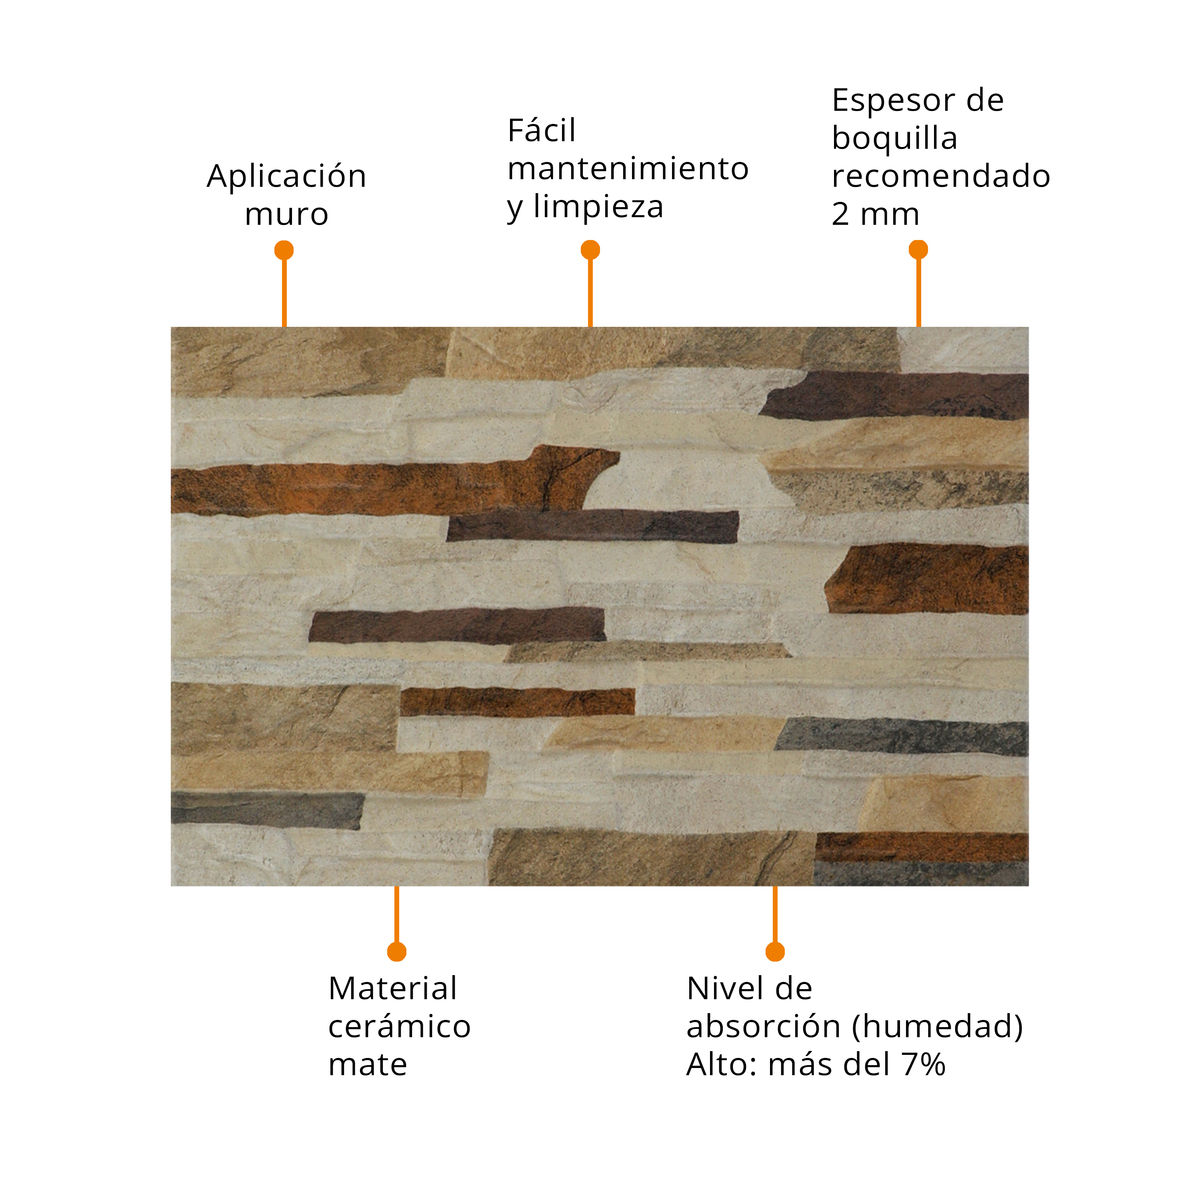 Aplicación
muro
Fácil
mantenimiento
y limpieza
Espesor de
boquilla
recomendado
2 mm
Material
cerámico
mate
Nivel de
absorción (humedad)
Alto: más del 7%